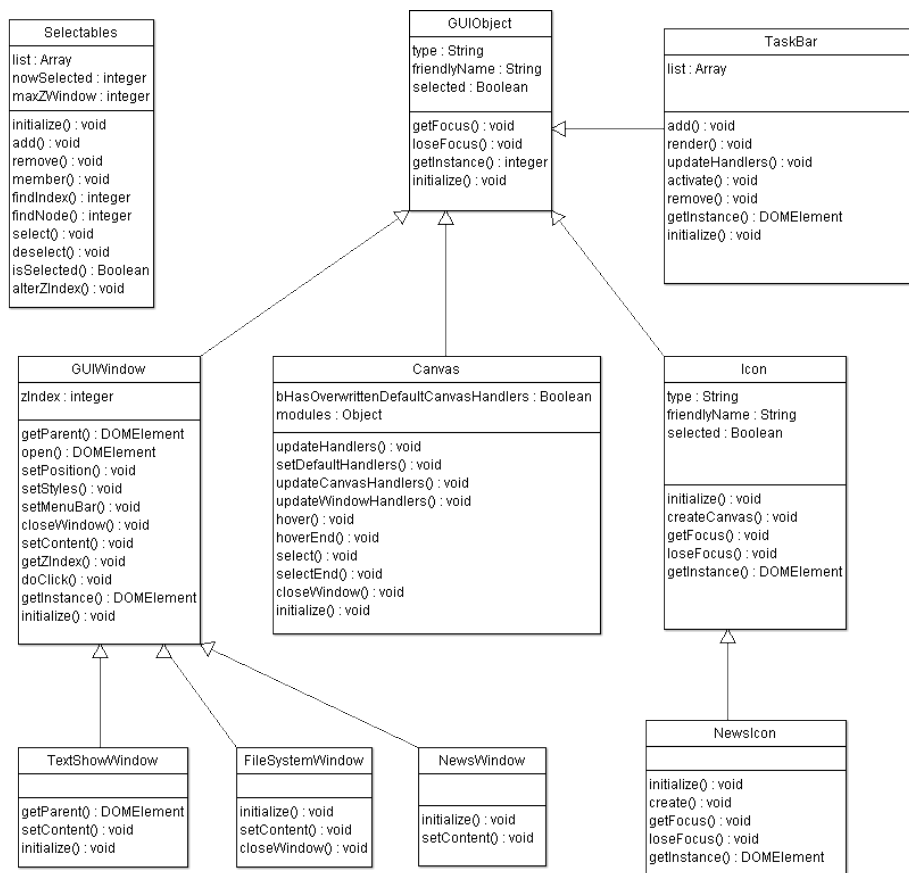 Selectables
list : Array
nowSelected : integer
maxZWindow : integer
initialize() : void
add() : void
remove() : void
member() : void
findIndex() : integer
findNode() : integer
select() : void
deselect() : void
isSelected() : Boolean
alterZIndex() : void
GUIObject
type : String
friendlyName : String
selected : Boolean
getFocus() : void
loseFocus() : void
getInstance() : integer
initialize() : void
TaskBar
list : Array
add() : void
render() : void
updateHandlers() : void
activate() : void
remove() : void
getInstance() : DOMElement
initialize() : void
GUIWindow
zIndex : integer
getParent() : DOMElement
open() : DOMElement
setPosition() : void
setStyles() : void
setMenuBar() : void
closeWindow() : void
setContent() : void
getZIndex() : void
doClick() : void
getInstance() : DOMElement
initialize() : void
Canvas
bHasOverwrittenDefaultCanvasHandlers : Boolean
modules : Object
updateHandlers() : void
setDefaultHandlers() : void
updateCanvasHandlers() : void
updateWindowHandlers() : void
hover() : void
hoverEnd() : void
select() : void
selectEnd() : void
closeWindow() : void
initialize() : void
Icon
type : String
friendlyName : String
selected : Boolean
initialize() : void
createCanvas() : void
getFocus() : void
loseFocus() : void
getInstance() : DOMElement
TextShowWindow
getParent() : DOMElement
setContent() : void
initialize() : void
FileSystemWindow
initialize() : void
setContent() : void
closeWindow() : void
NewsWindow
initialize() : void
setContent() : void
NewsIcon
initialize() : void
create() : void
getFocus() : void
loseFocus() : void
getInstance() : DOMElement